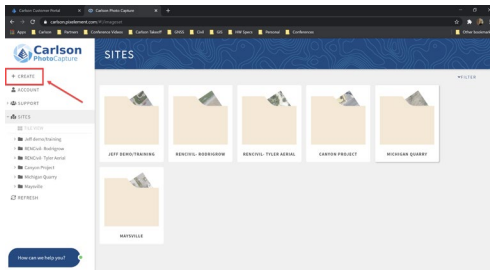 Carlson Customer Portal
Carlson Photo Capture
carlson.pixelement.com/#!/imagined
Apps
Carlson
Partners
Conference Videos
Carlson Takeoff
GNSS
Civil
GIS
HW Specs
Personal
Conferences
Other bookmarks
Carlson
PhotoCapture
SITES
+ CREATE
ACCOUNT
SUPPORT
SITES
Jeff demo/training
RENCivil- Rodrigrow
RENCivil- Tyler Aerial
Canyon Project
Michigan Quarry
Maysville
REFRESH
FILTER
JEFF DEMO/TRAINING
RENCIVIL- RODRIGROW
RENCIVIL- TYLER AERIAL
CANYON PROJECT
MICHIGAN QUARRY
MAYSVILLE
How can we help you?